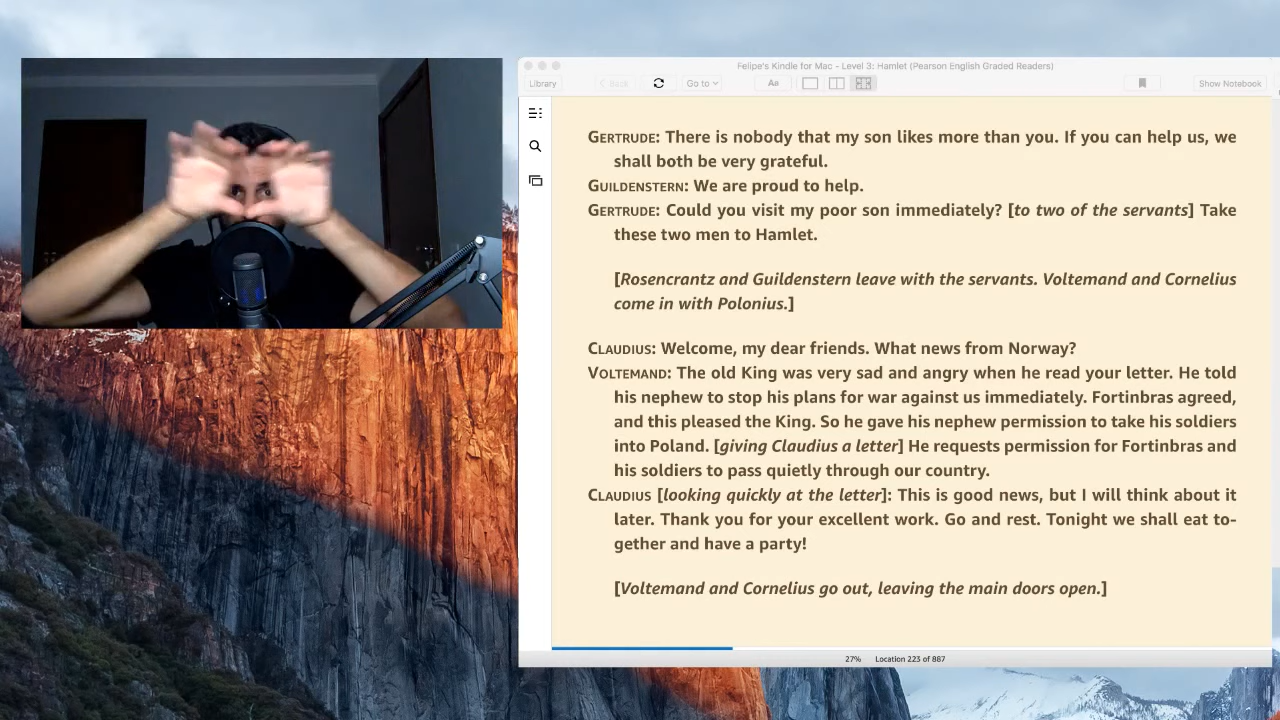 Felipe's Kindle for Mac - Level 3: Hamlet (Pearson English Graded Readers)
Library
Back
Go to
Aa
Show Notebook
GERTRUDE: There is nobody that my son likes more than you. If you can help us, we
shall both be very grateful.
GUILDENSTERN: We are proud to help.
GERTRUDE: Could you visit my poor son immediately? [to two of the servants] Take
these two men to Hamlet.
[Rosencrantz and Guildenstern leave with the servants. Voltemand and Cornelius
come in with Polonius.]
CLAUDIUS: Welcome, my dear friends. What news from Norway?
VOLTEMAND: The old King was very sad and angry when he read your letter. He told
his nephew to stop his plans for war against us immediately. Fortinbras agreed,
and this pleased the King. So he gave his nephew permission to take his soldiers
into Poland. [giving Claudius a letter] He requests permission for Fortinbras and
his soldiers to pass quietly through our country.
CLAUDIUS [looking quickly at the letter]: This is good news, but I will think about it
later. Thank you for your excellent work. Go and rest. Tonight we shall eat to-
gether and have a party!
[Voltemand and Cornelius go out, leaving the main doors open.]
27% Location 223 of 887